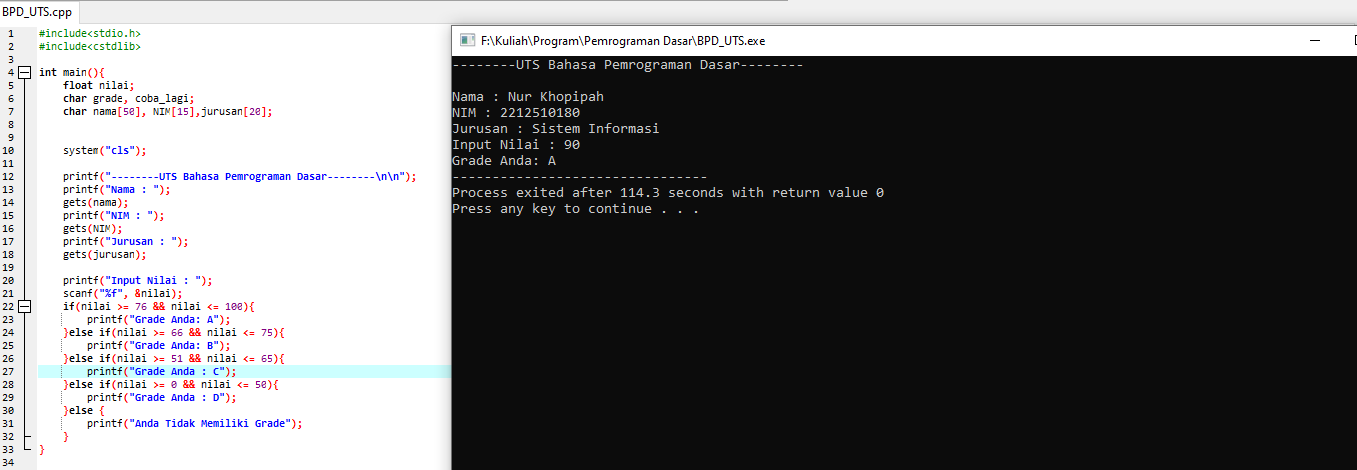 BPD_UTS.cpp
1 #include<stdio.h>
2 #include<cstdlib>
3
4 int main(){
5 float nilai;
6 char grade, coba_lagi;
7 char nama[50], NIM[15],jurusan[20];
8
9
10 system("cls");
11
12 printf("--------UTS Bahasa Pemrograman Dasar--------\n\n");
13 printf("Nama : ");
14 gets(nama);
15 printf("NIM : ");
16 gets(NIM);
17 printf("Jurusan : ");
18 gets(jurusan);
19
20 printf("Input Nilai : ");
21 scanf("%f", &nilai);
22 if(nilai >= 76 && nilai <= 100){
23 printf("Grade Anda: A");
24 }else if(nilai >= 66 && nilai <= 75){
25 printf("Grade Anda: B");
26 }else if(nilai >= 51 && nilai <= 65){
27 printf("Grade Anda : C");
28 }else if(nilai >= 0 && nilai <= 50){
29 printf("Grade Anda : D");
30 }else {
31 printf("Anda Tidak Memiliki Grade");
32 }
33 }
34
F:\Kuliah\Program\Pemrograman Dasar\BPD_UTS.exe
--------UTS Bahasa Pemrograman Dasar--------
Nama : Nur Khopipah
NIM : 2212510180
Jurusan : Sistem Informasi
Input Nilai : 90
Grade Anda: A
--------------------------------
Process exited after 114.3 seconds with return value 0
Press any key to continue . . .